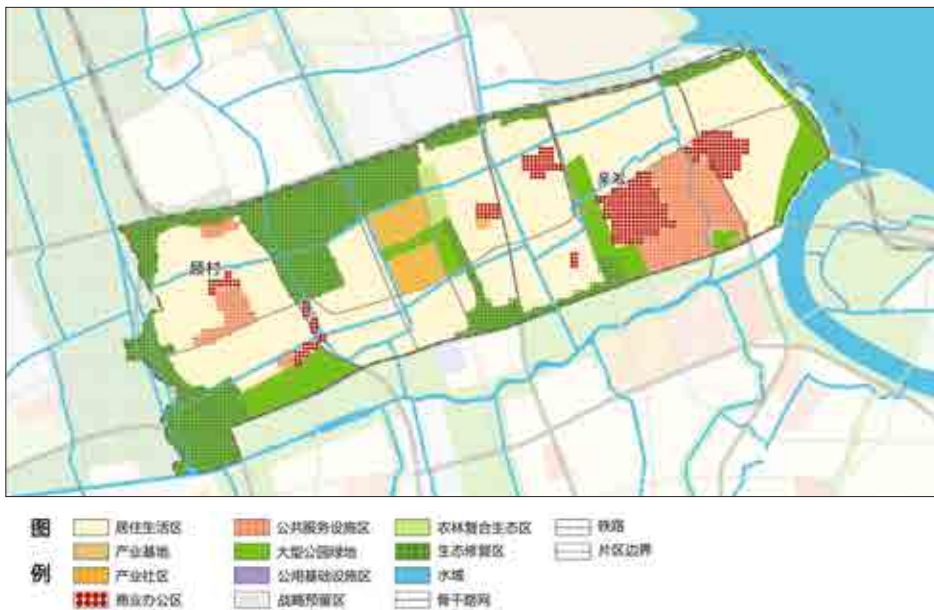 顾村
图
例
居住生活区
公共服务设施区
农林复合生态区
铁路
产业基地
大型公园绿地
生态修复区
片区边界
产业社区
公用基础设施区
水域
商业办公区
战略预留区
骨干路网